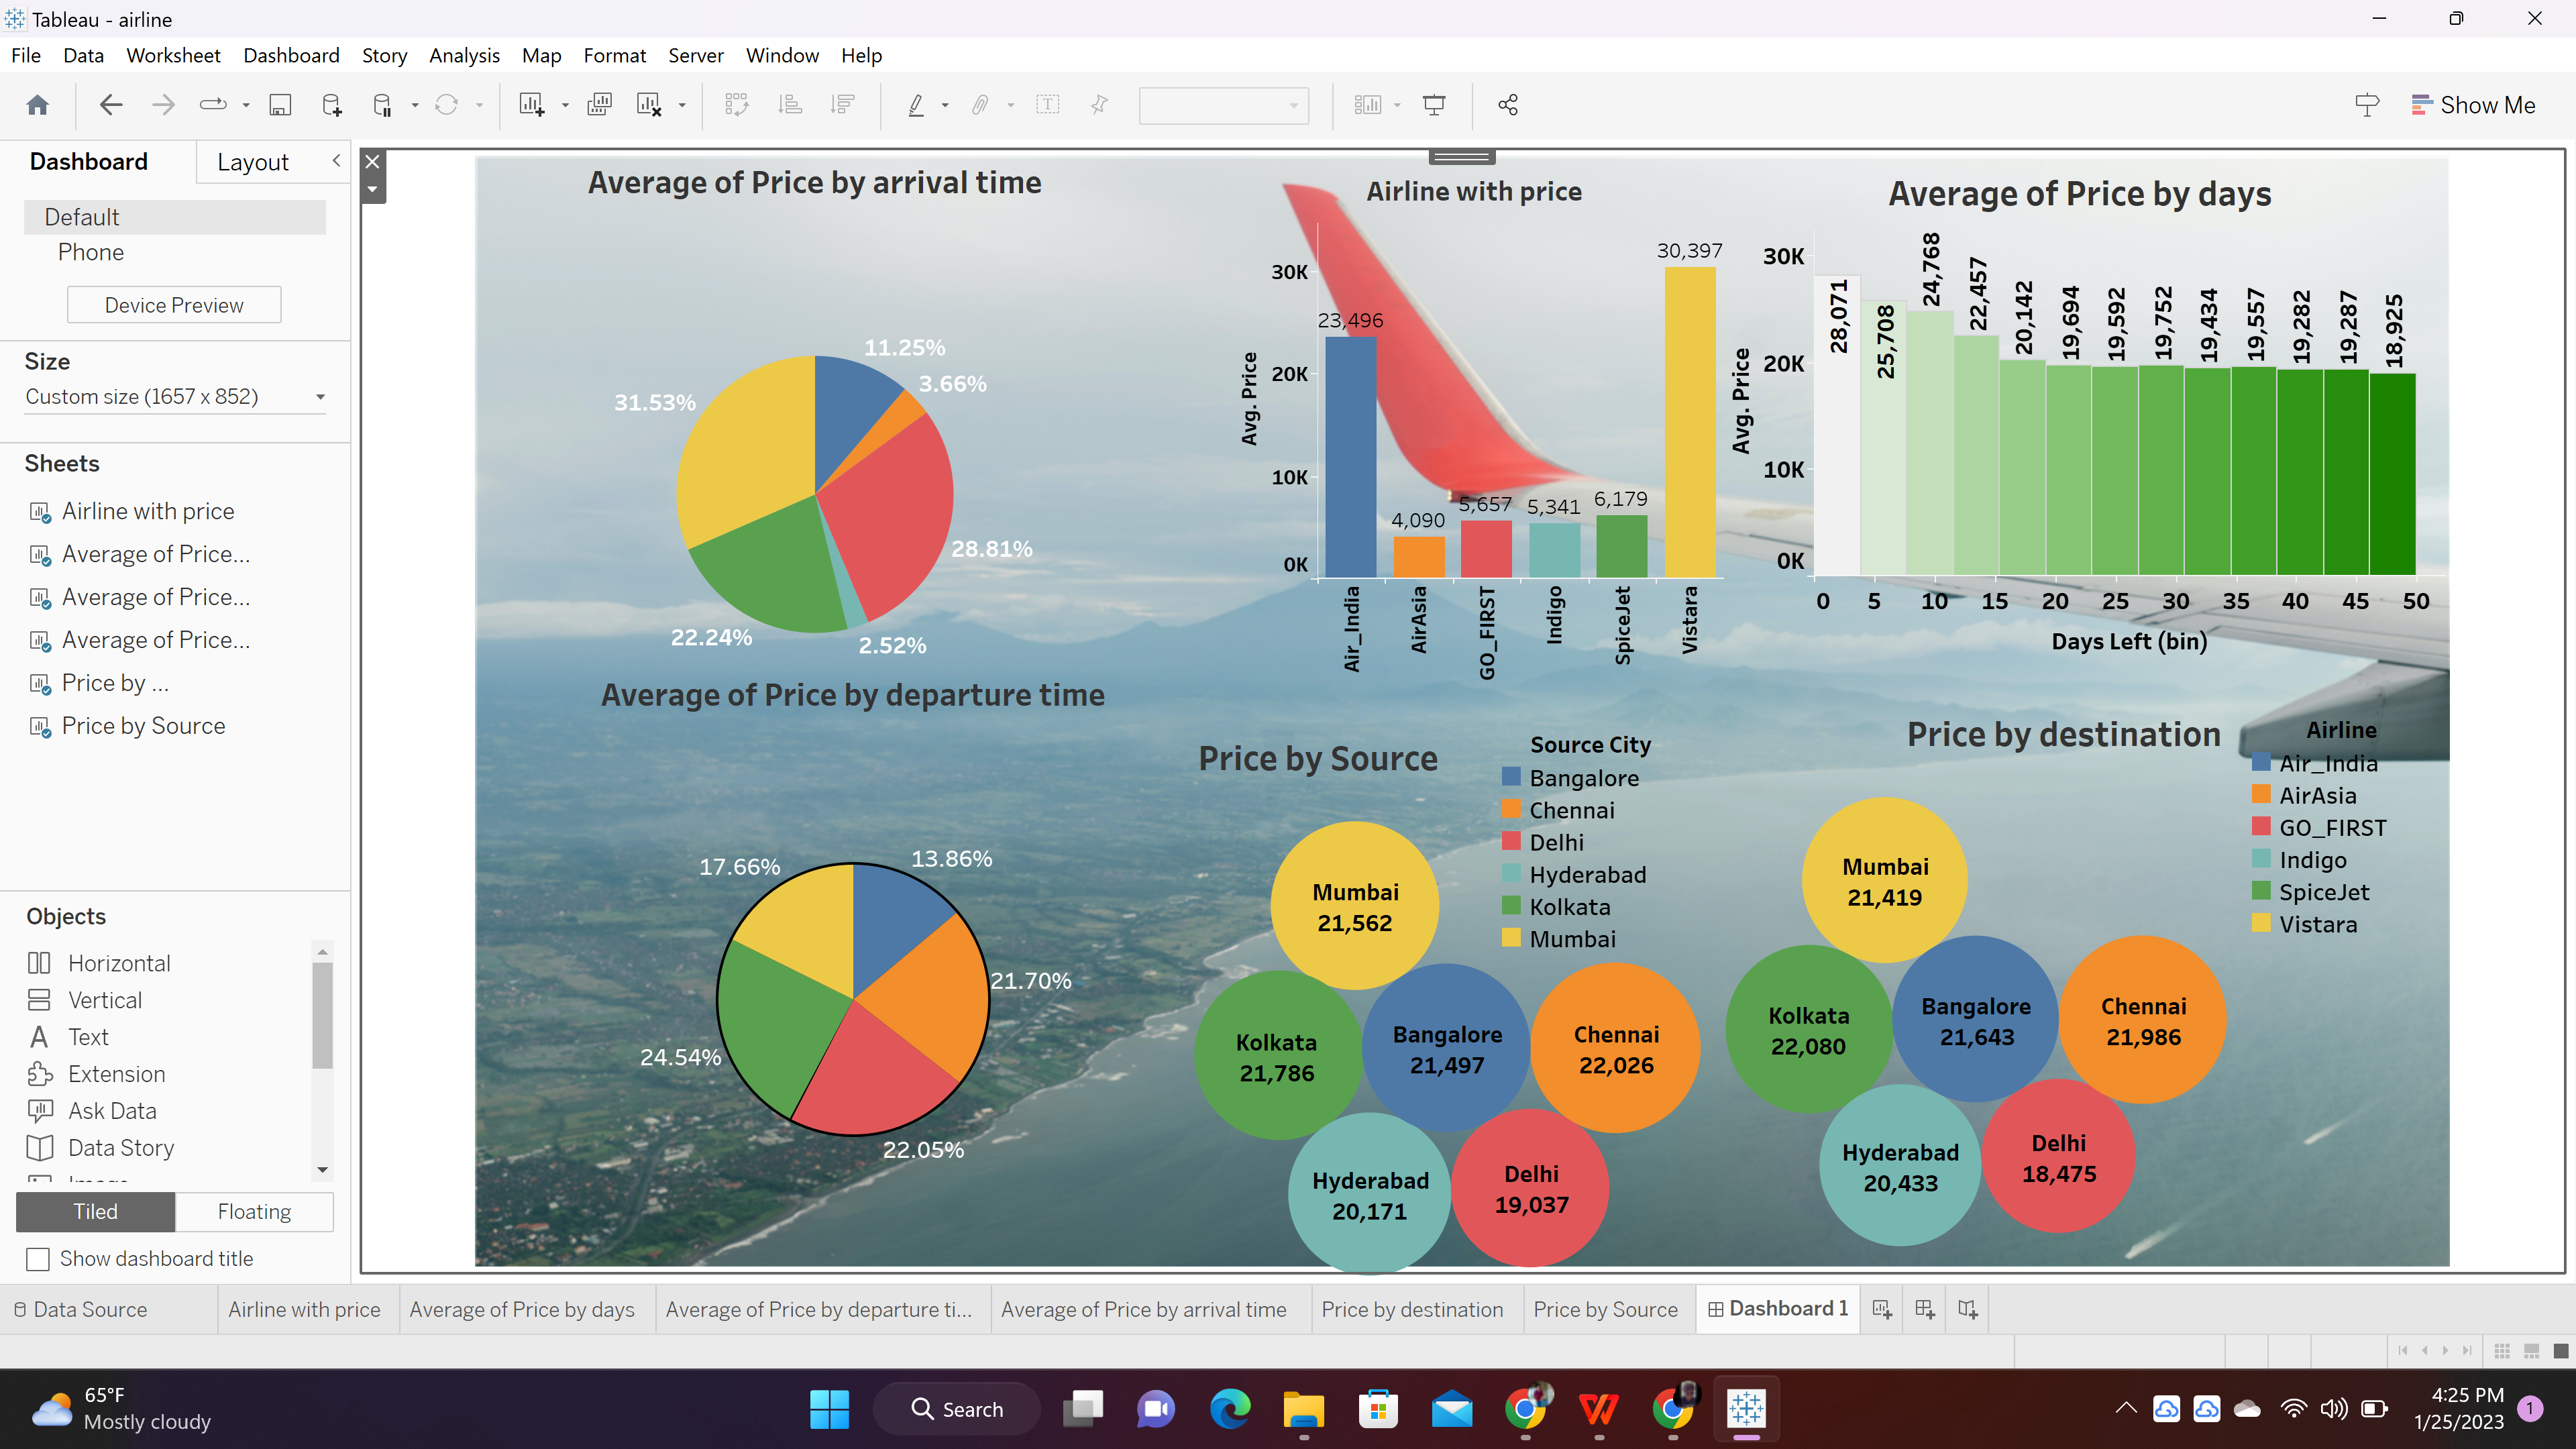 Tableau - airline
File Data Worksheet Dashboard Story Analysis Map Format Server Window Help
Show Me
Dashboard
Layout
Default
Phone
Device Preview
Size
Custom size (1657 x 852)
Sheets
Airline with price
Average of Price...
Average of Price...
Average of Price...
Price by ...
Price by Source
Objects
Horizontal
Vertical
Text
Extension
Ask Data
Data Story
Tiled
Floating
Show dashboard title
Average of Price by arrival time
11.25%
3.66%
31.53%
28.81%
22.24%
2.52%
Airline with price
Avg. Price
30K
20K
10K
0K
23,496
4,090
5,657
5,341
6,179
30,397
Air_India
AirAsia
GO_FIRST
Indigo
SpiceJet
Vistara
Average of Price by days
Avg. Price
30K
20K
10K
0K
28,071
25,708
24,768
22,457
20,142
19,694
19,592
19,752
19,434
19,557
19,282
19,287
18,925
0 5 10 15 20 25 30 35 40 45 50
Days Left (bin)
Average of Price by departure time
17.66%
13.86%
21.70%
24.54%
22.05%
Price by Source
Mumbai
21,562
Kolkata
21,786
Bangalore
21,497
Chennai
22,026
Hyderabad
20,171
Delhi
19,037
Source City
Bangalore
Chennai
Delhi
Hyderabad
Kolkata
Mumbai
Price by destination
Mumbai
21,419
Kolkata
22,080
Bangalore
21,643
Chennai
21,986
Hyderabad
20,433
Delhi
18,475
Airline
Air_India
AirAsia
GO_FIRST
Indigo
SpiceJet
Vistara
Data Source
Airline with price
Average of Price by days
Average of Price by departure ti...
Average of Price by arrival time
Price by destination
Price by Source
Dashboard 1
65°F
Mostly cloudy
Search
4:25 PM
1/25/2023
1